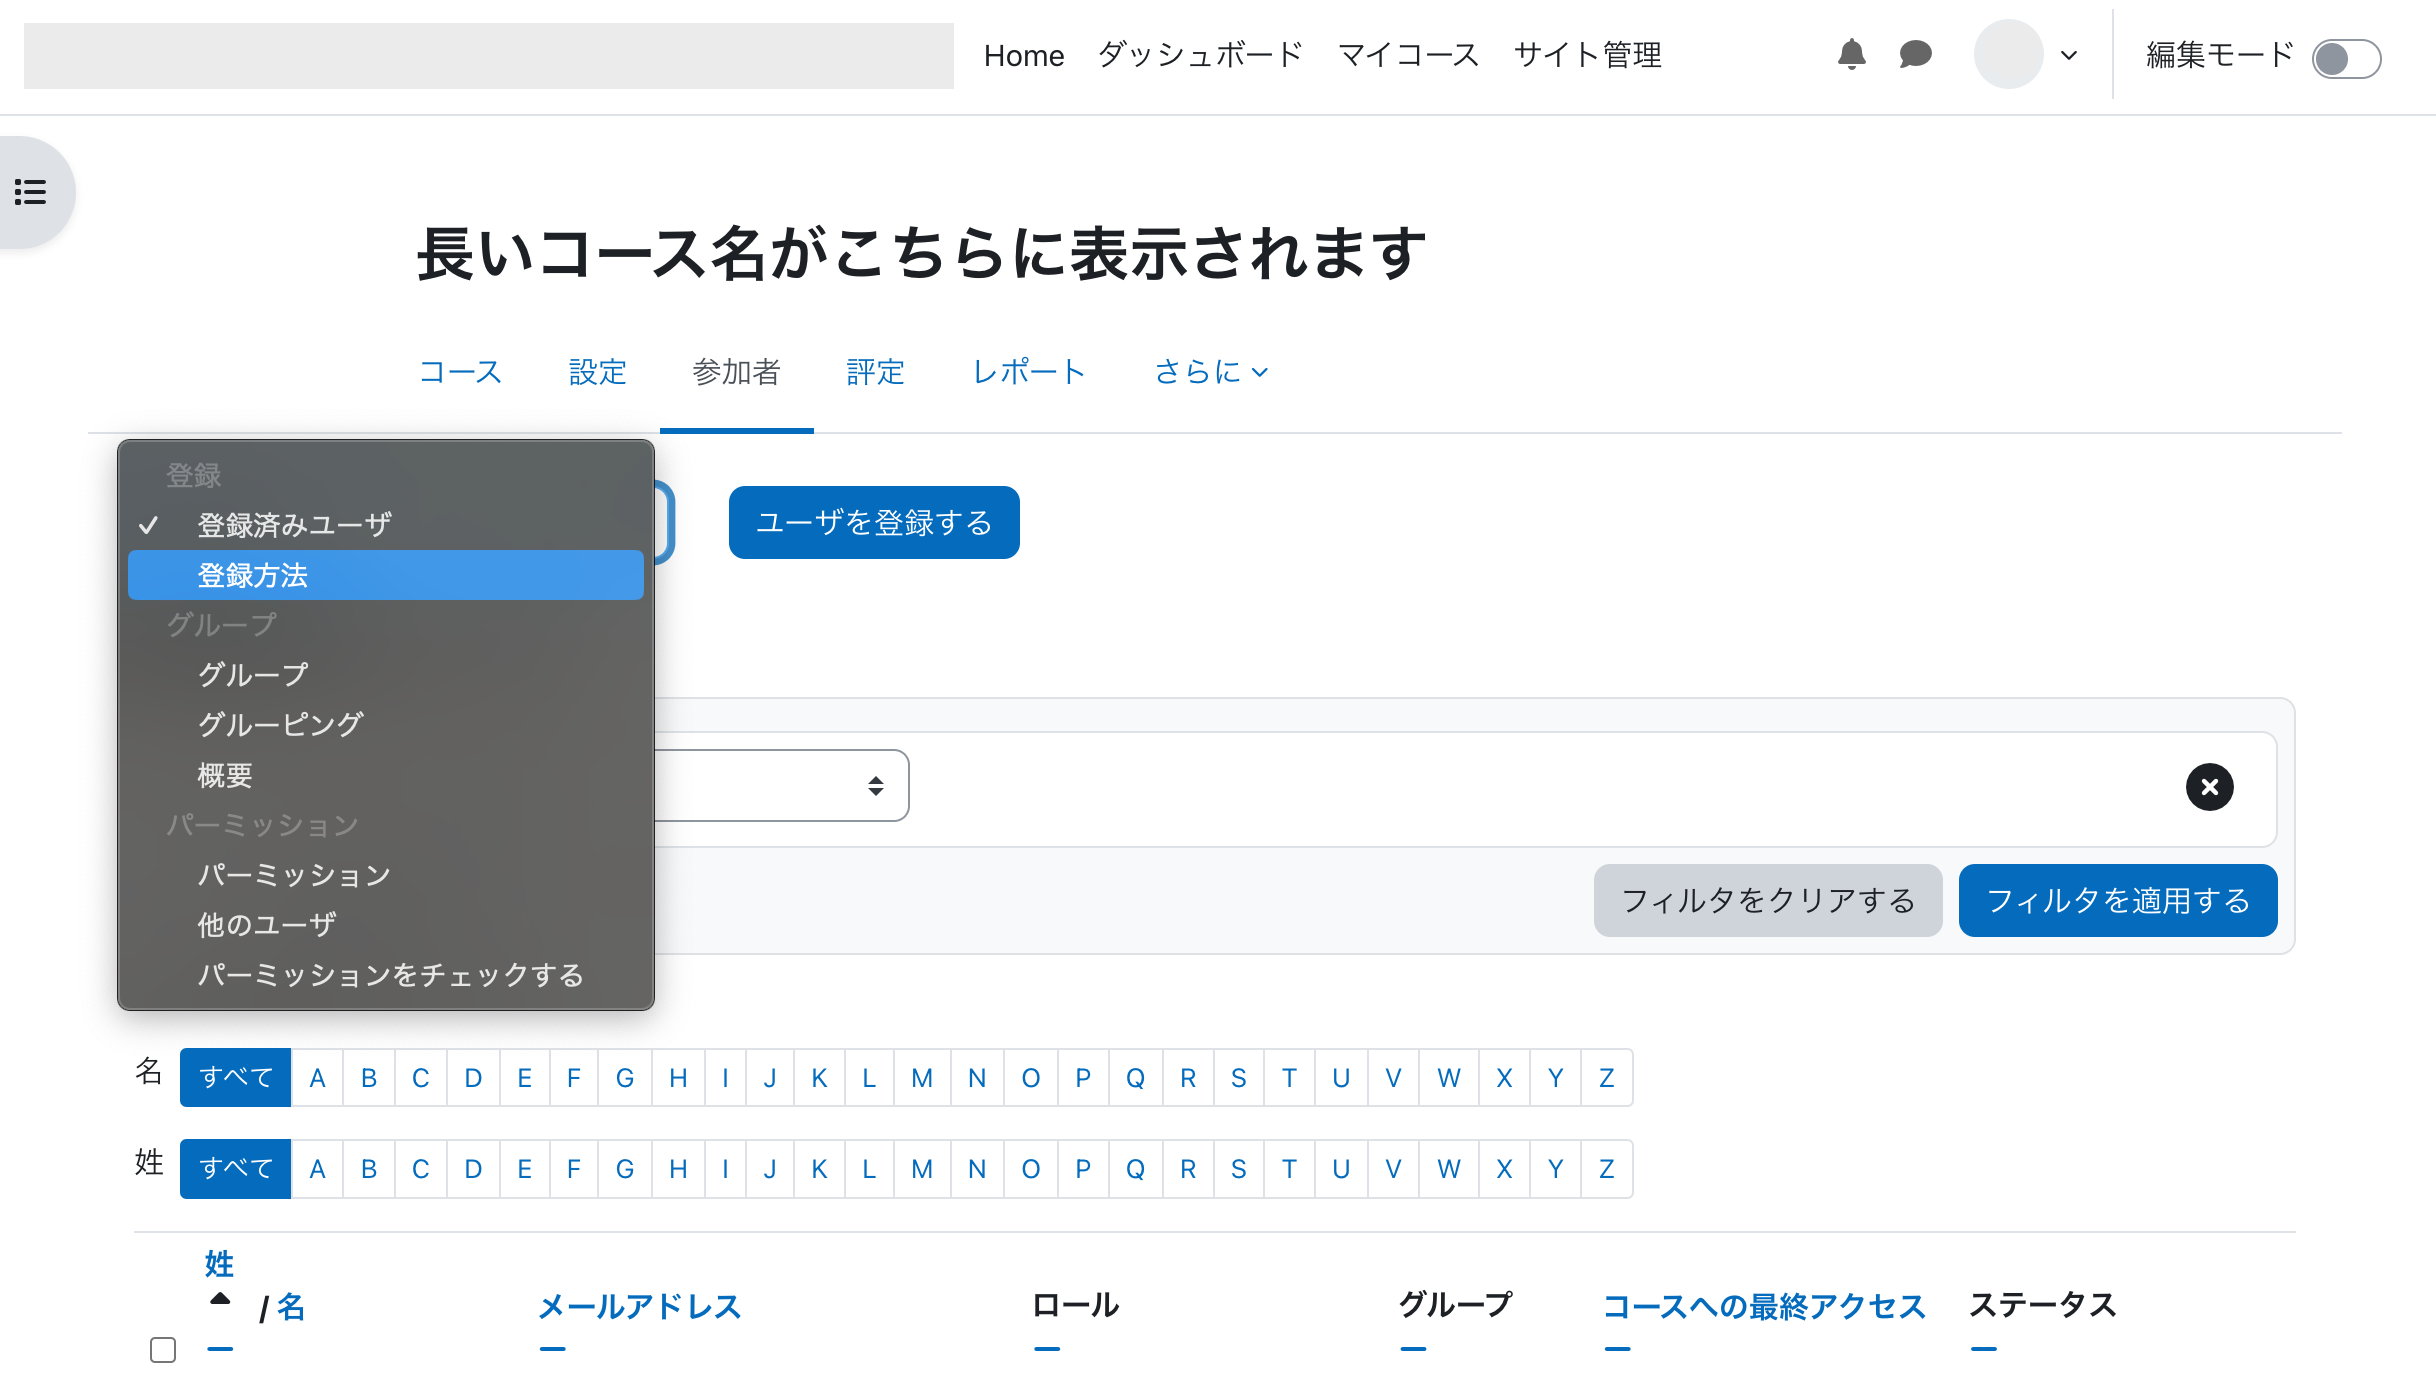 Home ダッシュボード マイコース サイト管理 編集モード
長いコース名がこちらに表示されます
コース 設定 参加者 評定 レポート さらに
登録
登録済みユーザ
ユーザを登録する
登録方法
グループ
グループ
グルーピング
概要
パーミッション
パーミッション
他のユーザ
パーミッションをチェックする
フィルタをクリアする フィルタを適用する
名 すべて A B C D E F G H I J K L M N O P Q R S T U V W X Y Z
姓 すべて A B C D E F G H I J K L M N O P Q R S T U V W X Y Z
姓 / 名 メールアドレス ロール グループ コースへの最終アクセス ステータス